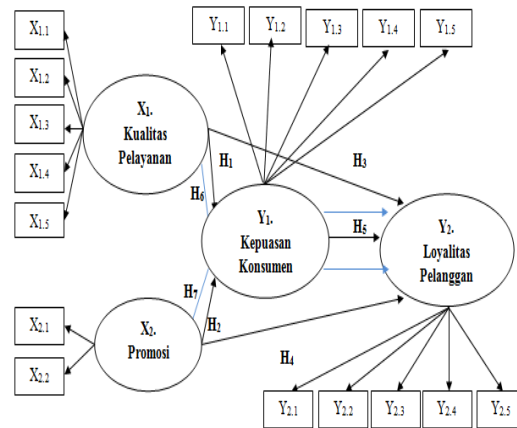 X1.1
X1.2
X1.3
X1.4
X1.5
Y1.1
Y1.2
Y1.3
Y1.4
Y1.5
X1.
Kualitas
Pelayanan
H1
H3
H6
Y1.
Kepuasan
Konsumen
H5
Y2.
Loyalitas
Pelanggan
H7
H2
X2.1
X2.2
X2.
Promosi
H4
Y2.1
Y2.2
Y2.3
Y2.4
Y2.5